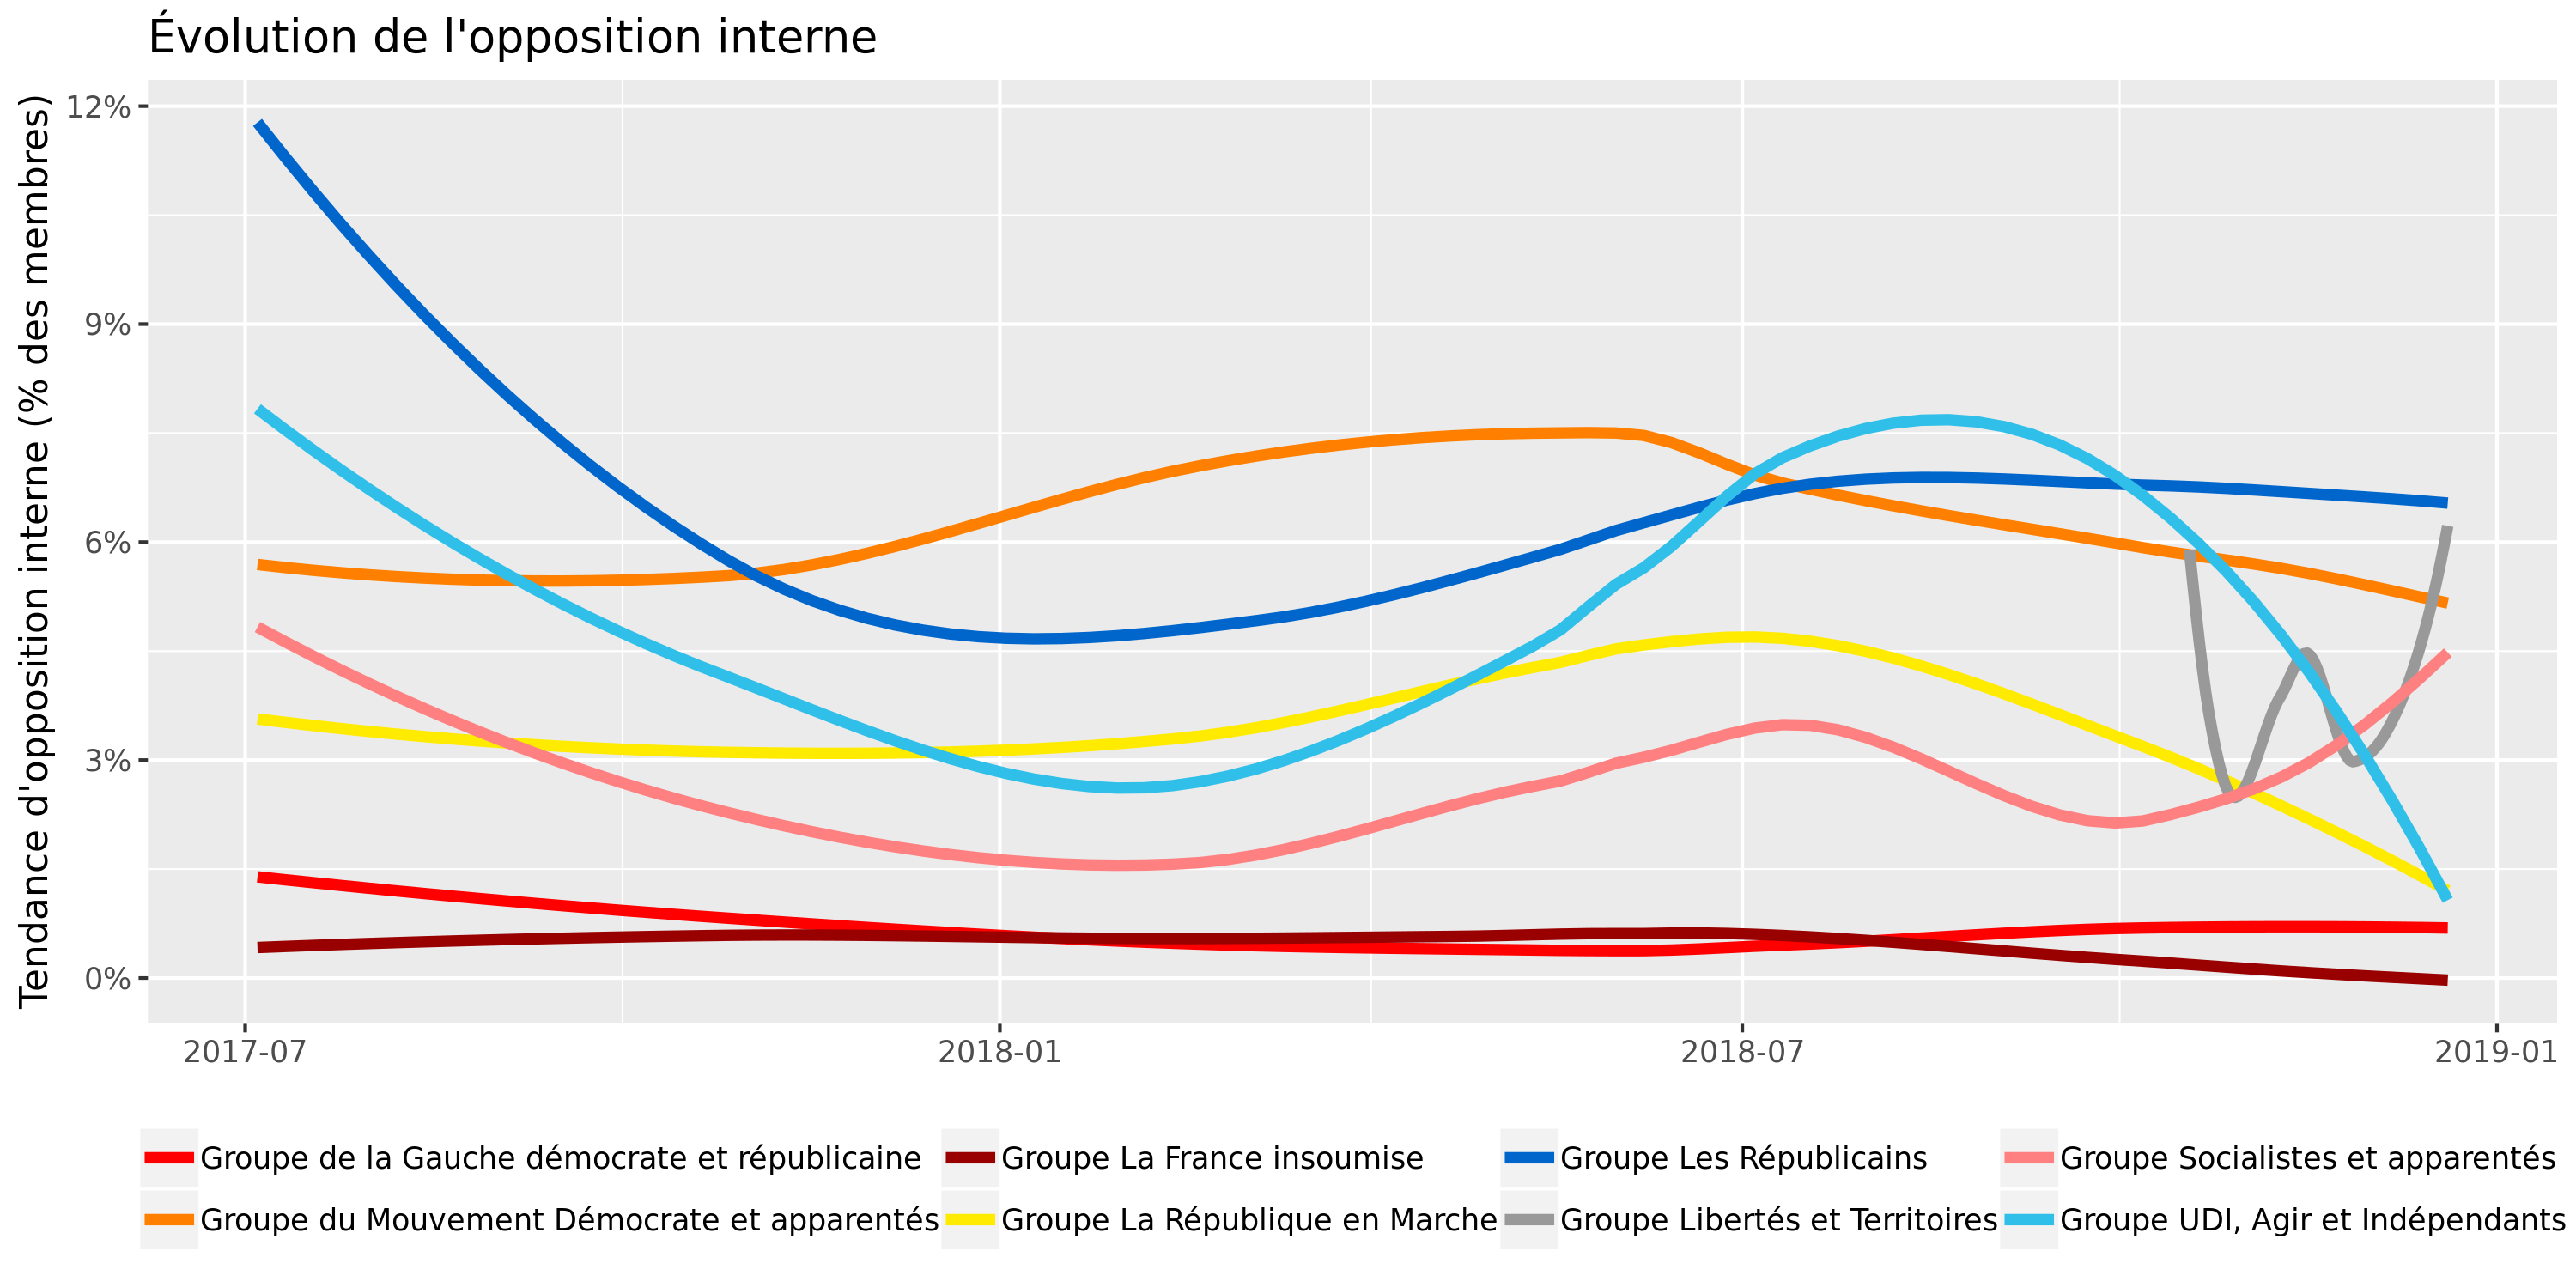 Évolution de l'opposition interne
Tendance d'opposition interne (% des membres)
12%
9%
6%
3%
0%
2017-07 2018-01 2018-07 2019-01
Groupe de la Gauche démocrate et républicaine Groupe La France insoumise Groupe Les Républicains Groupe Socialistes et apparentés
Groupe du Mouvement Démocrate et apparentés Groupe La République en Marche Groupe Libertés et Territoires Groupe UDI, Agir et Indépendants